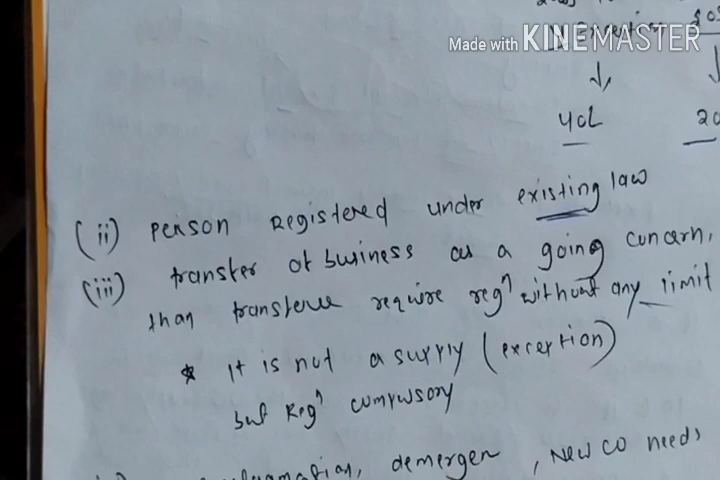 Made with KINEMASTER
40L
(ii) person Registered under existing law
(iii) transfer of business as a going concern,
than transferee require regn without any limit
* It is not a supply (exception)
but Regn compulsory
demergen, New co needs